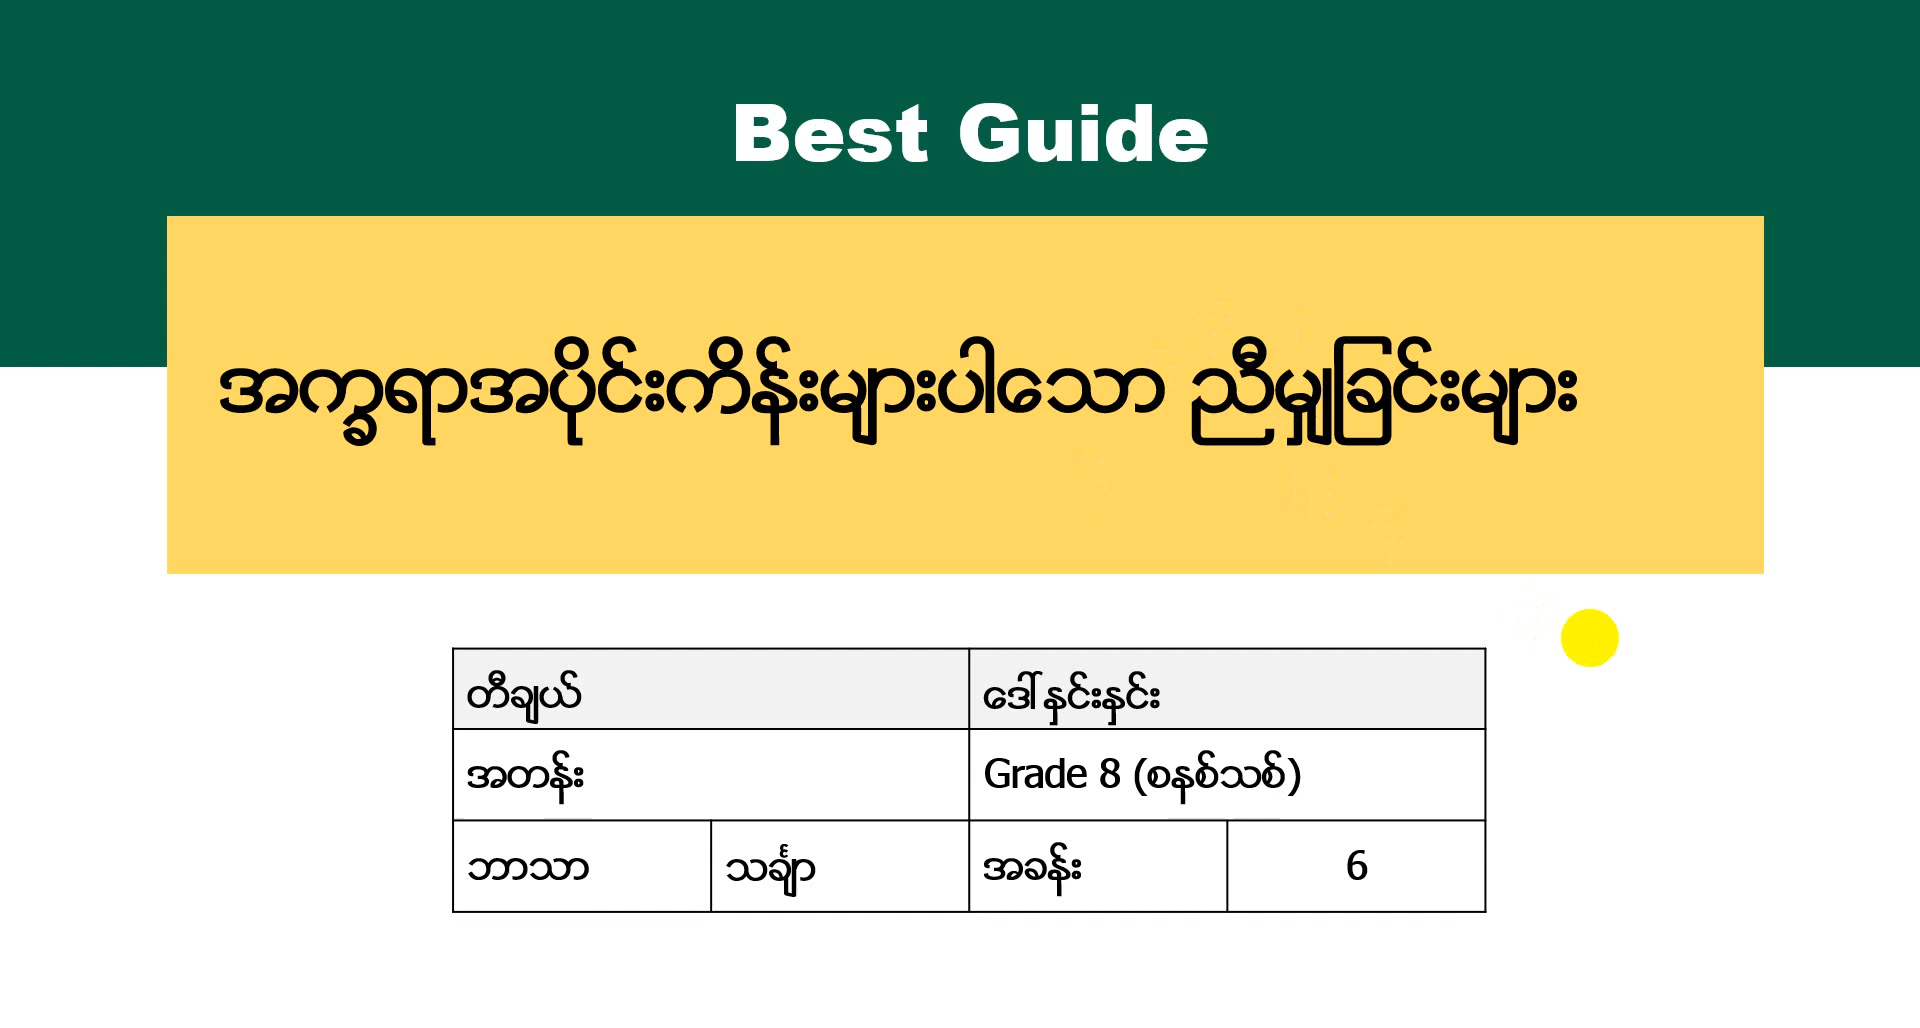 Best Guide
အက္ခရာအပိုင်းကိန်းများပါသော ညီမျှခြင်းများ
တီချယ် ဒေါ်နှင်းနှင်း
အတန်း Grade 8 (စနစ်သစ်)
ဘာသာ သင်္ချာ အခန်း 6